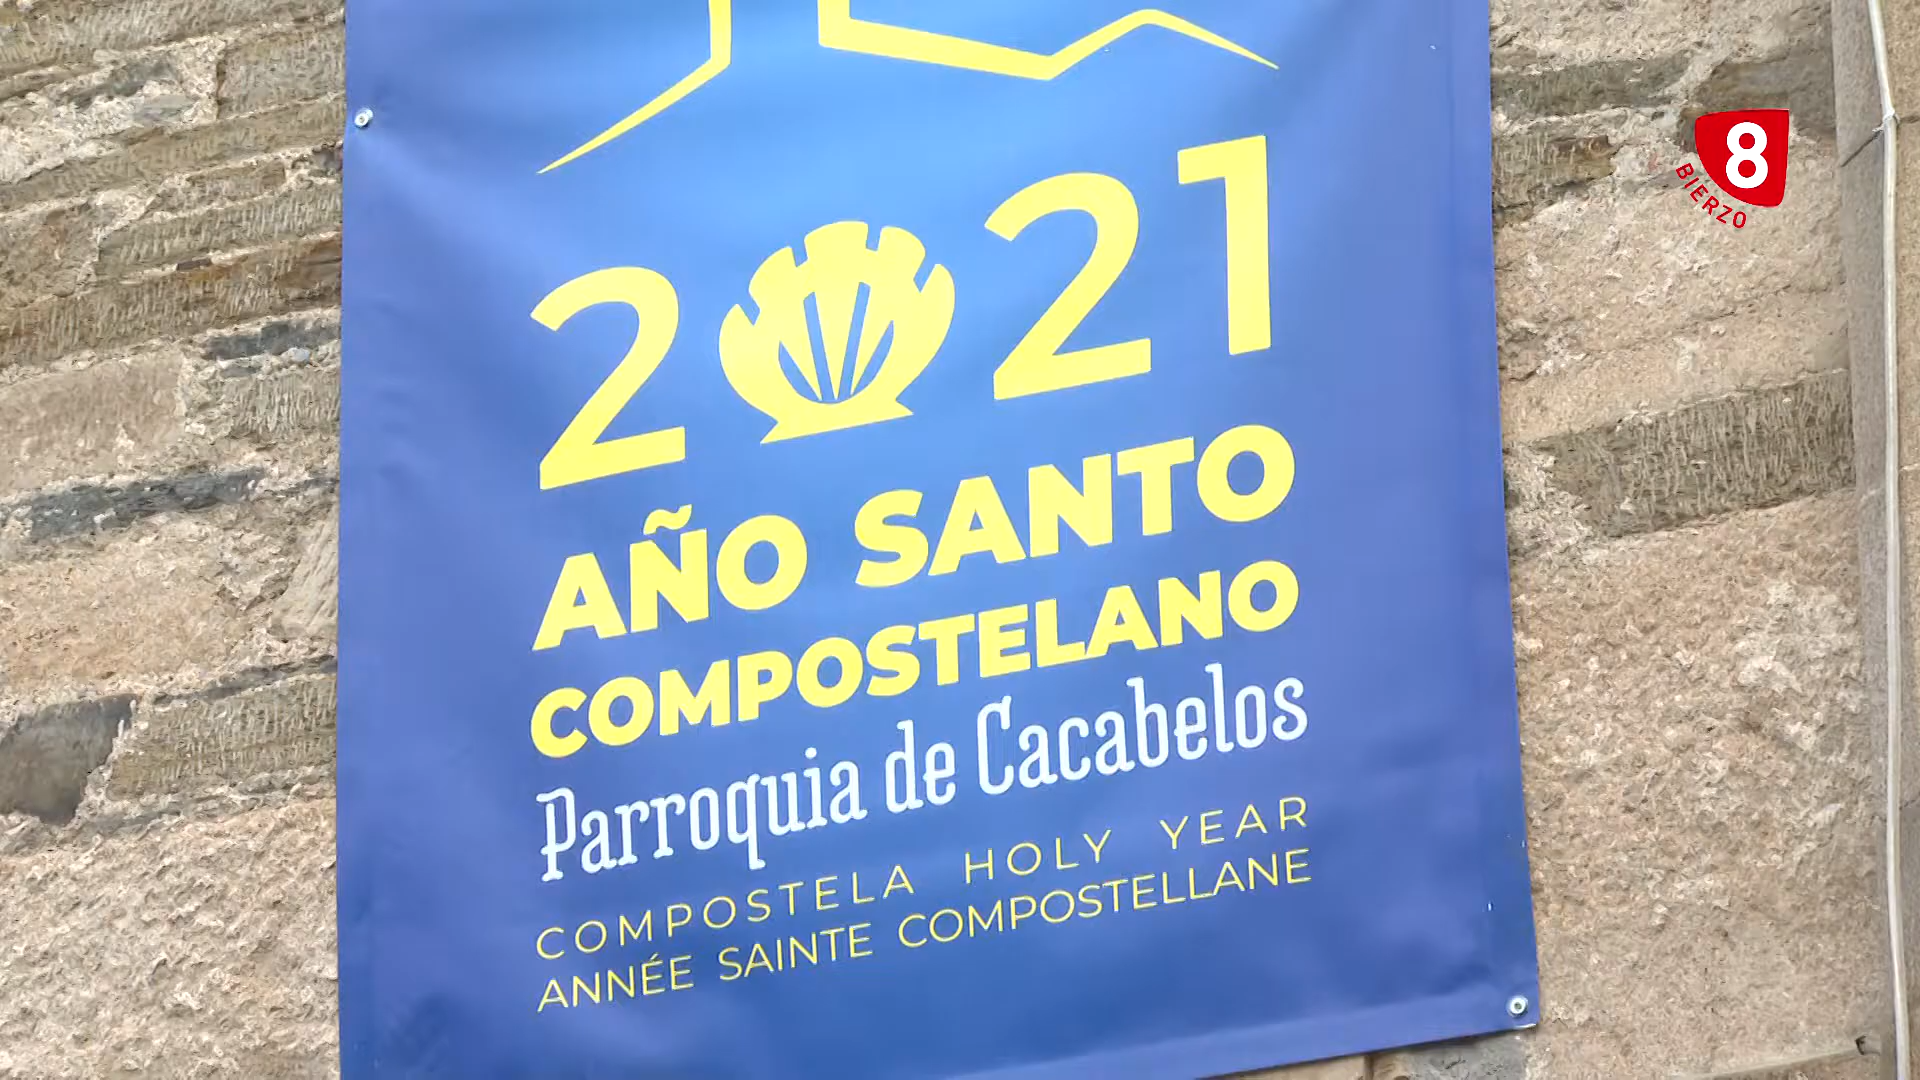 2021
AÑO SANTO
COMPOSTELANO
Parroquia de Cacabelos
COMPOSTELA HOLY YEAR
ANNÉE SAINTE COMPOSTELLANE
8
BIERZO